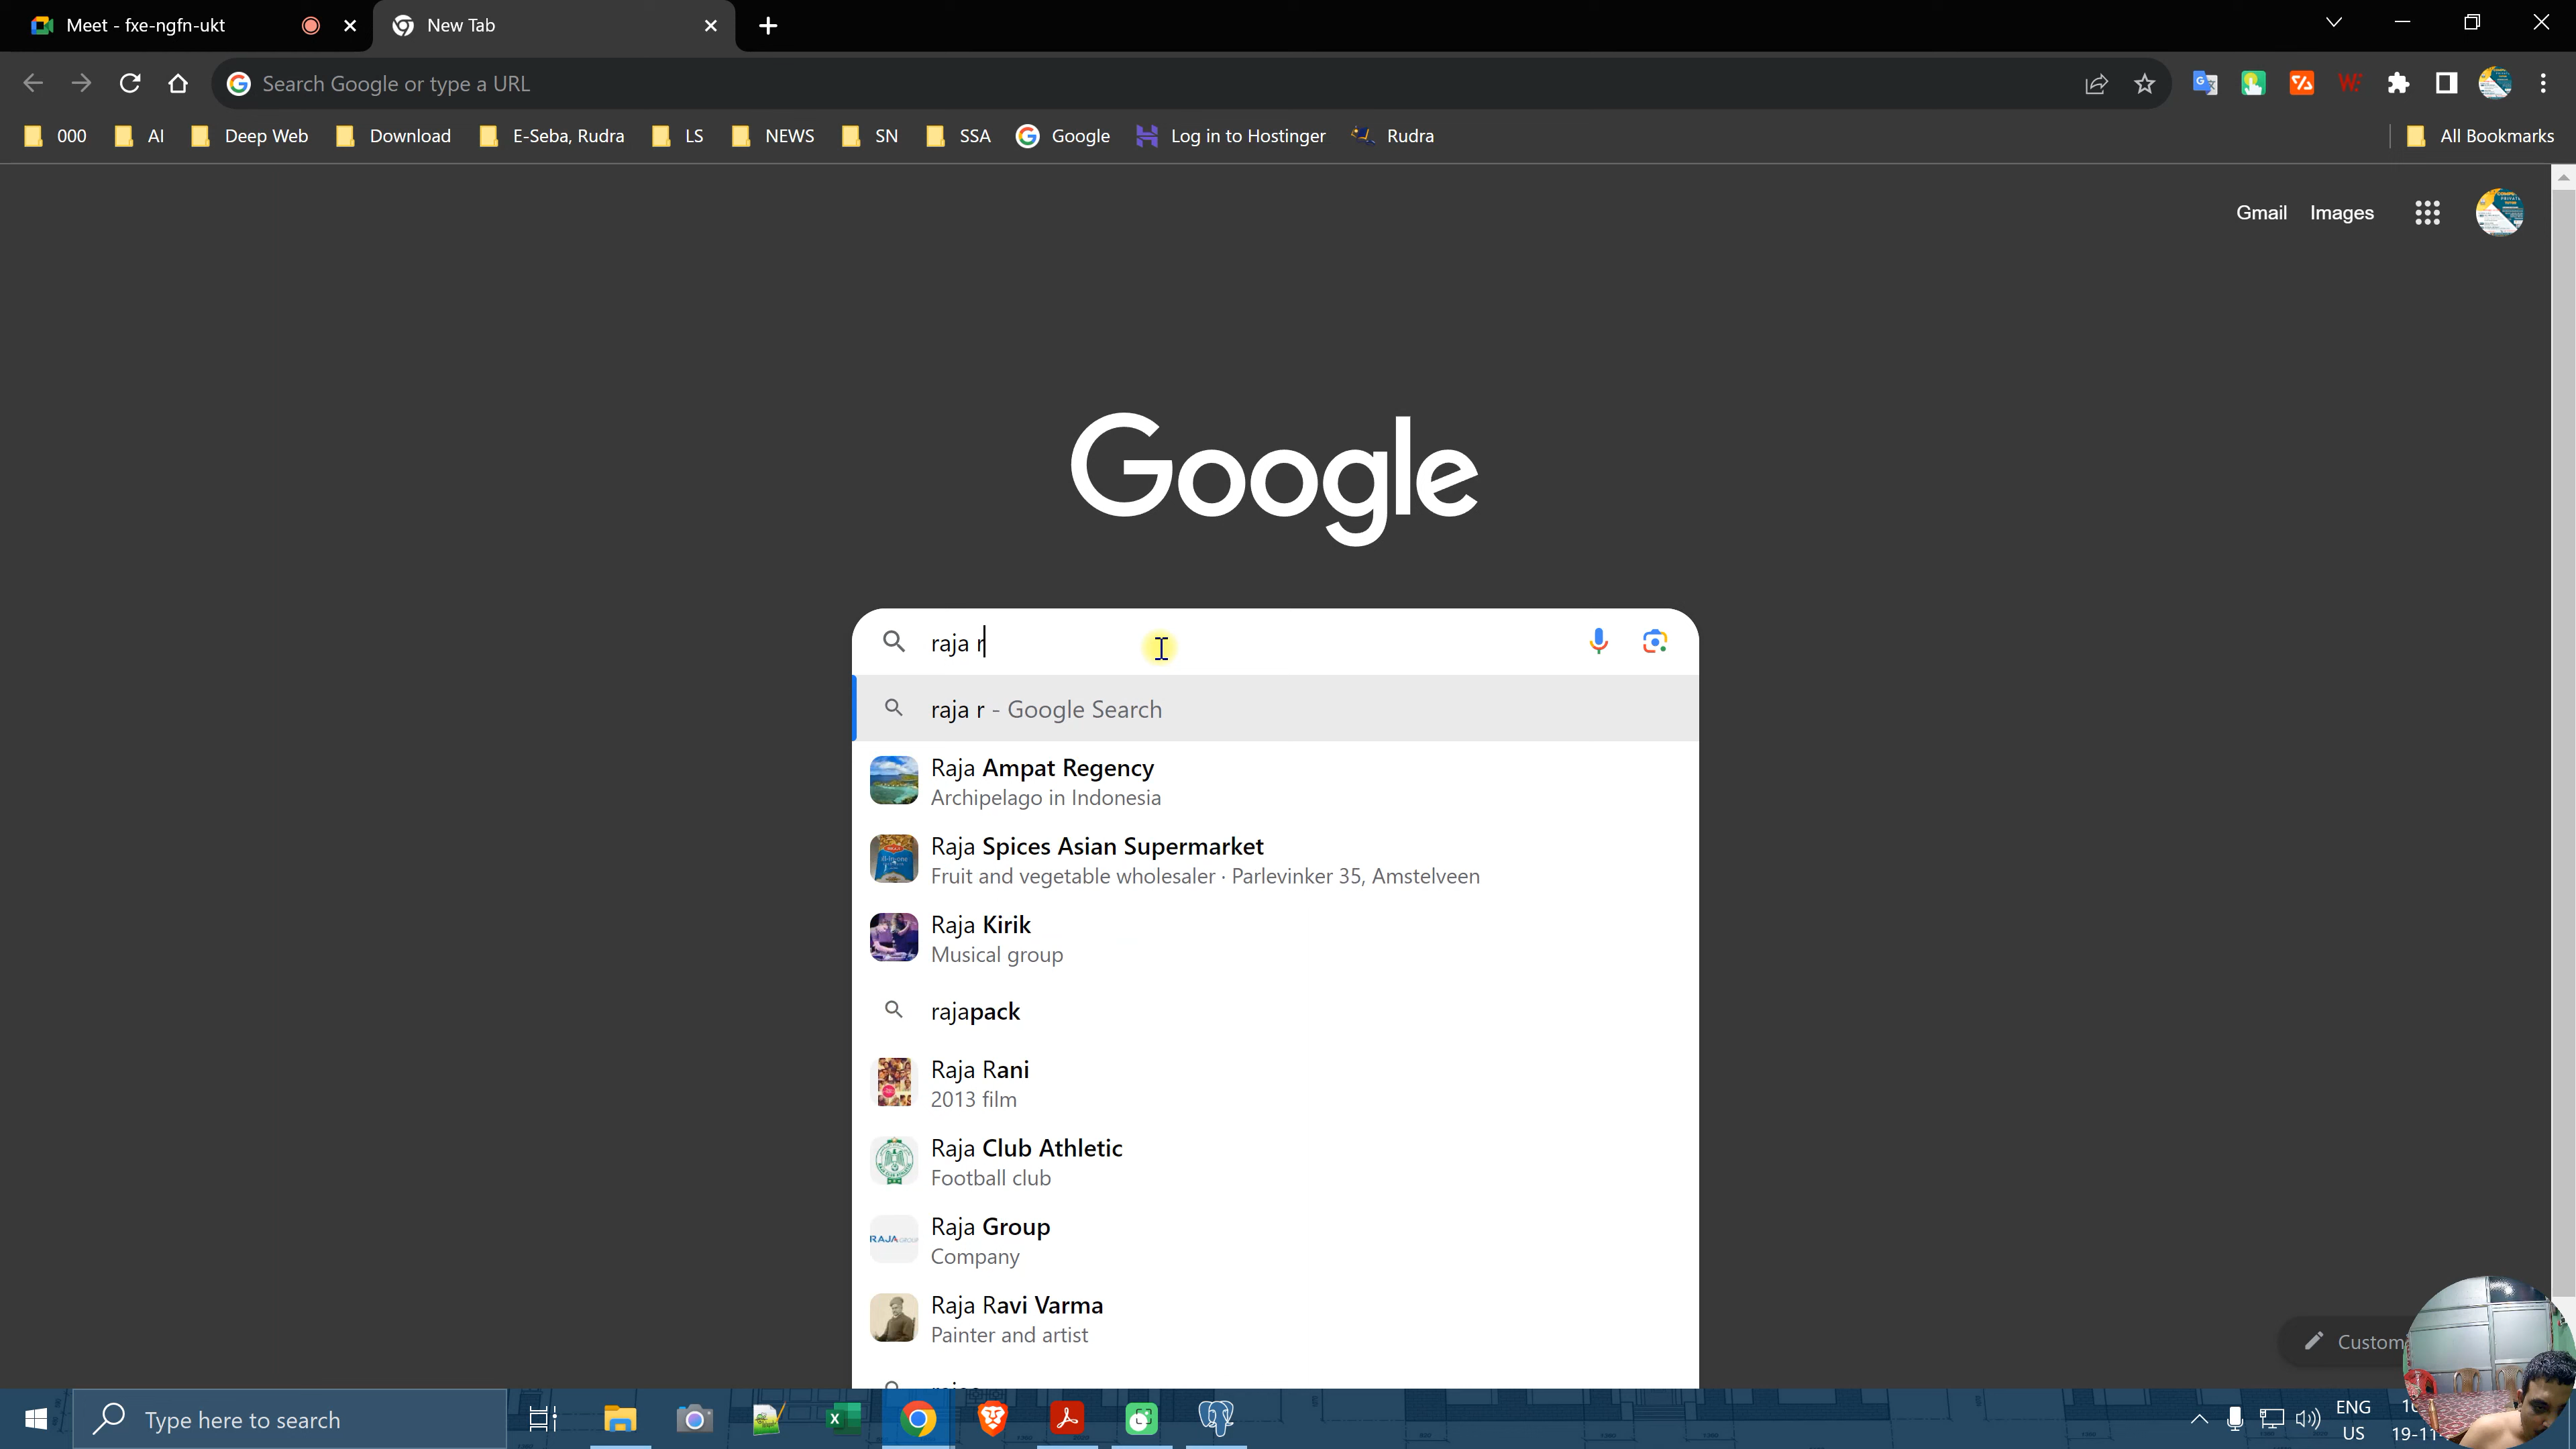 Meet - fxe-ngfn-ukt
New Tab
Search Google or type a URL
000 AI Deep Web Download E-Seba, Rudra LS NEWS SN SSA Google Log in to Hostinger Rudra All Bookmarks
Gmail Images
Google
raja r
raja r - Google Search
Raja Ampat Regency
Archipelago in Indonesia
Raja Spices Asian Supermarket
Fruit and vegetable wholesaler · Parlevinker 35, Amstelveen
Raja Kirik
Musical group
rajapack
Raja Rani
2013 film
Raja Club Athletic
Football club
Raja Group
Company
Raja Ravi Varma
Painter and artist
Type here to search
ENG
US